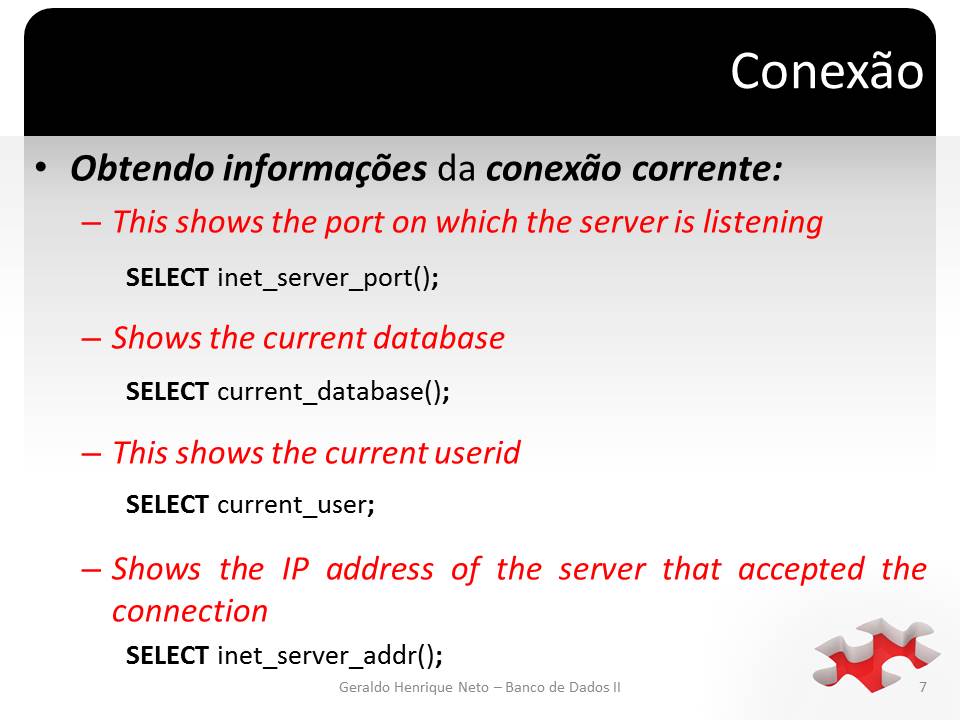 Conexão
• Obtendo informações da conexão corrente:
– This shows the port on which the server is listening
SELECT inet_server_port();
– Shows the current database
SELECT current_database();
– This shows the current userid
SELECT current_user;
– Shows the IP address of the server that accepted the
connection
SELECT inet_server_addr();
Geraldo Henrique Neto – Banco de Dados II
7